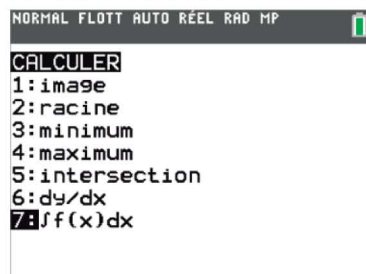 NORMAL FLOTT AUTO RÉEL RAD MP
CALCULER
1:image
2:racine
3:minimum
4:maximum
5:intersection
6:dy/dx
7:∫f(x)dx